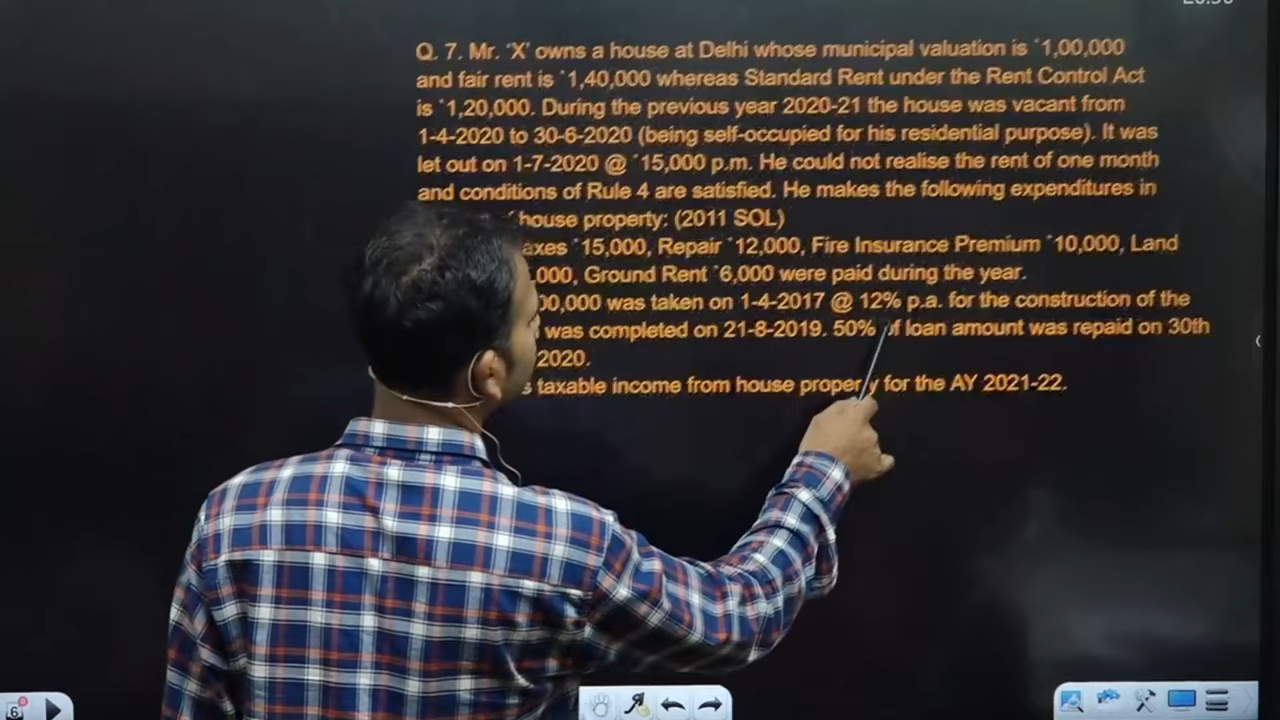 Q. 7. Mr. 'X' owns a house at Delhi whose municipal valuation is `1,00,000
and fair rent is `1,40,000 whereas Standard Rent under the Rent Control Act
is `1,20,000. During the previous year 2020-21 the house was vacant from
1-4-2020 to 30-6-2020 (being self-occupied for his residential purpose). It was
let out on 1-7-2020 @ `15,000 p.m. He could not realise the rent of one month
and conditions of Rule 4 are satisfied. He makes the following expenditures in
house property: (2011 SOL)
axes `15,000, Repair `12,000, Fire Insurance Premium `10,000, Land
,000, Ground Rent `6,000 were paid during the year.
00,000 was taken on 1-4-2017 @ 12% p.a. for the construction of the
was completed on 21-8-2019. 50% of loan amount was repaid on 30th
2020.
s taxable income from house property for the AY 2021-22.
6